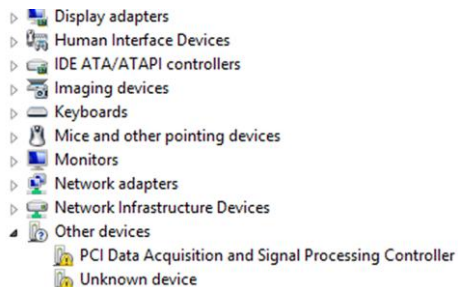 Display adapters
Human Interface Devices
IDE ATA/ATAPI controllers
Imaging devices
Keyboards
Mice and other pointing devices
Monitors
Network adapters
Network Infrastructure Devices
Other devices
PCI Data Acquisition and Signal Processing Controller
Unknown device